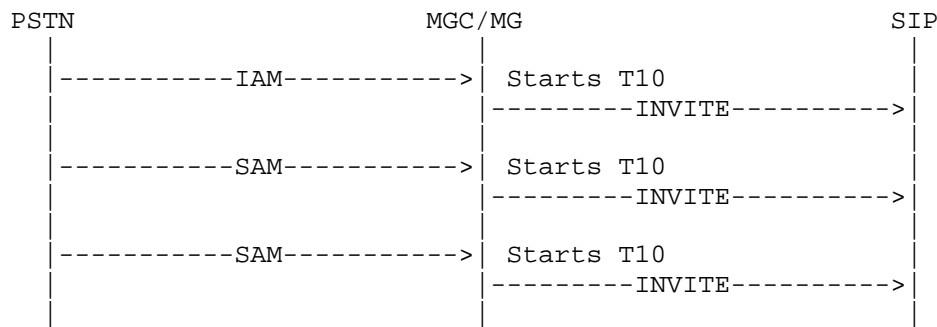 PSTN MGC/MG SIP
IAM Starts T10
INVITE
SAM Starts T10
INVITE
SAM Starts T10
INVITE